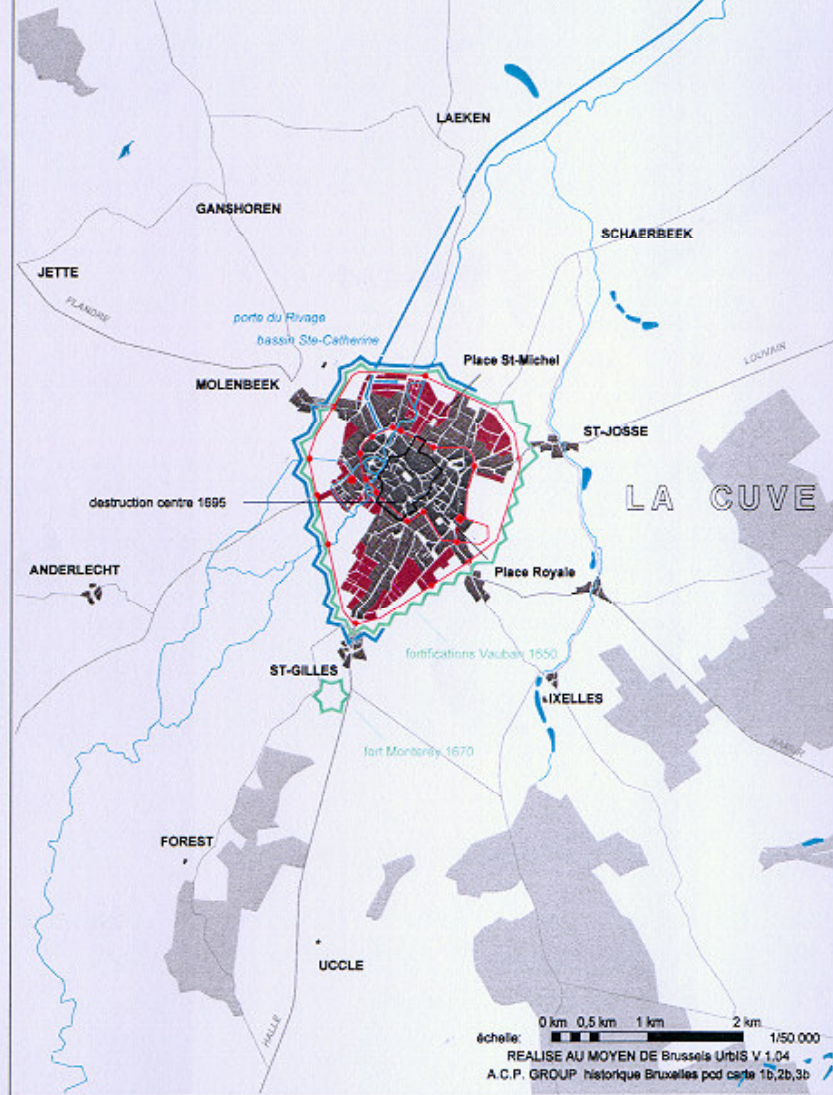 LAEKEN
GANSHOREN
SCHAERBEEK
JETTE
FLANDRE
porte du Rivage
bassin Ste-Catherine
Place St-Michel
LOUVAIN
MOLENBEEK
ST-JOSSE
destruction centre 1695
LA CUVE
ANDERLECHT
Place Royale
fortifications Vauban 1650
ST-GILLES
IXELLES
fort Monterey 1670
NAMUR
FOREST
UCCLE
HALLE
0 km 0,5 km 1 km 2 km
échelle: 1/50.000
REALISE AU MOYEN DE Brussels UrbIS V 1.04
A.C.P. GROUP historique Bruxelles pcd carte 1b,2b,3b